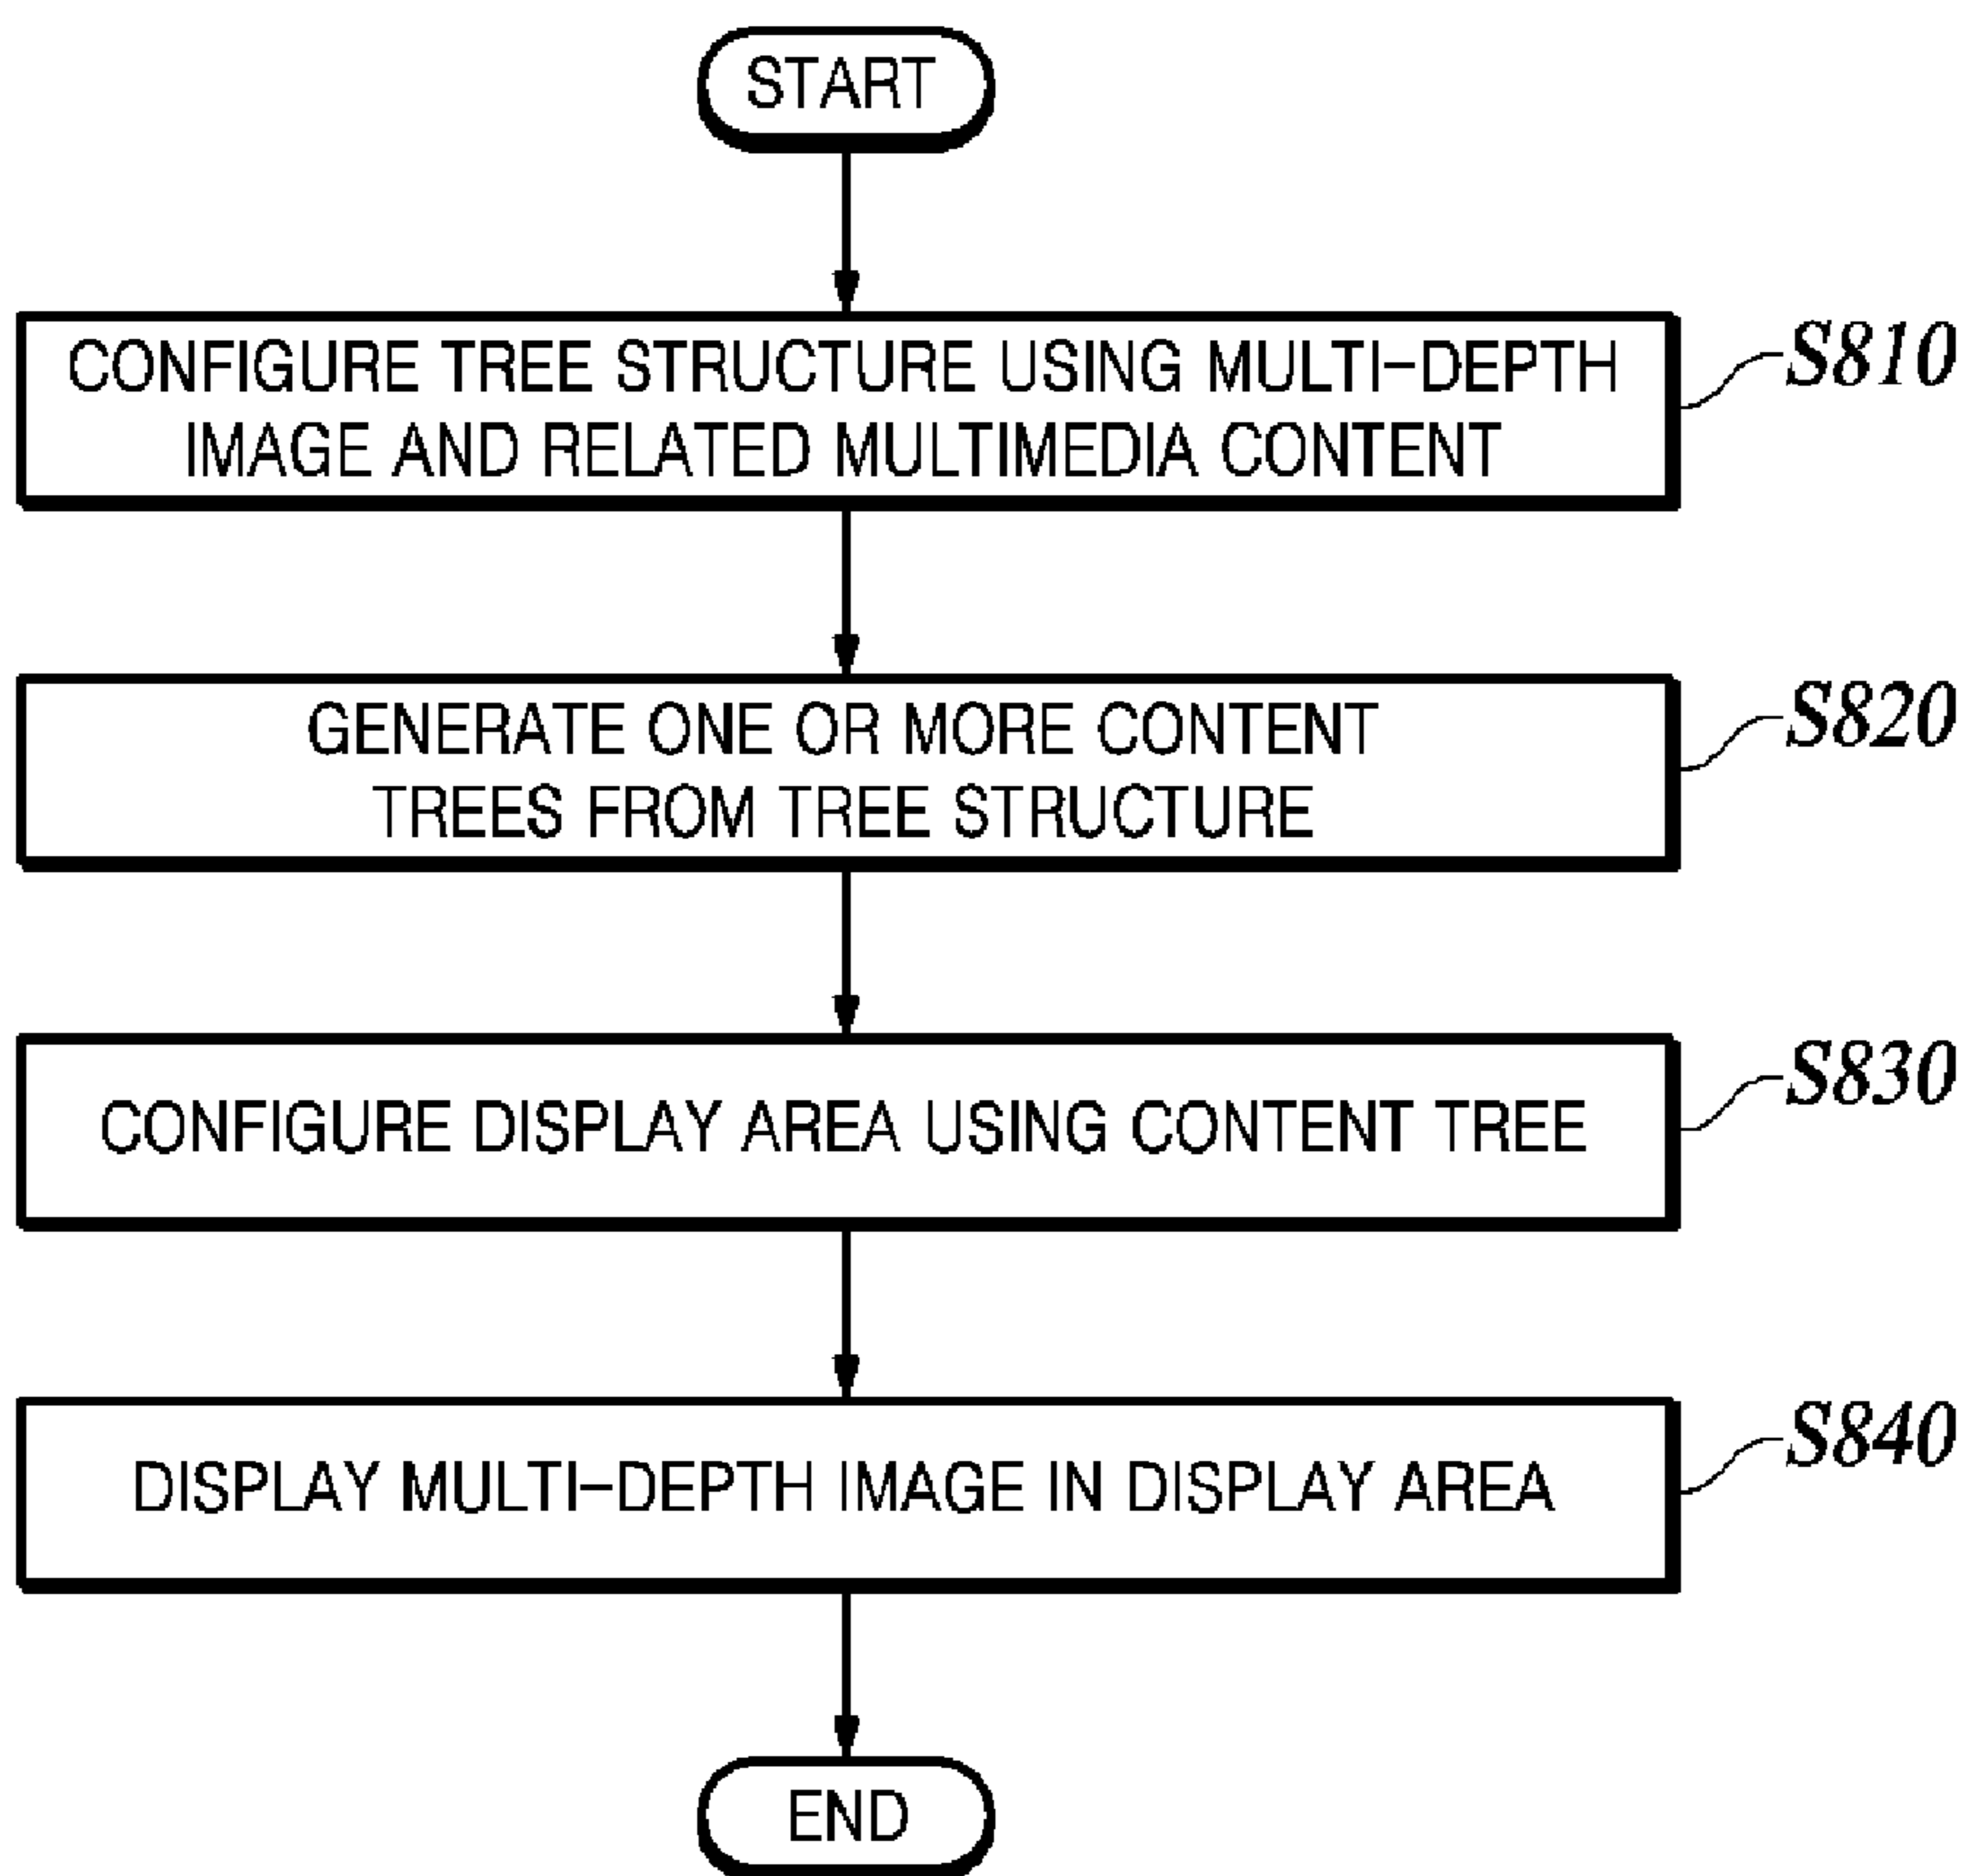 START
CONFIGURE TREE STRUCTURE USING MULTI-DEPTH
IMAGE AND RELATED MULTIMEDIA CONTENT
S810
GENERATE ONE OR MORE CONTENT
TREES FROM TREE STRUCTURE
S820
CONFIGURE DISPLAY AREA USING CONTENT TREE
S830
DISPLAY MULTI-DEPTH IMAGE IN DISPLAY AREA
S840
END